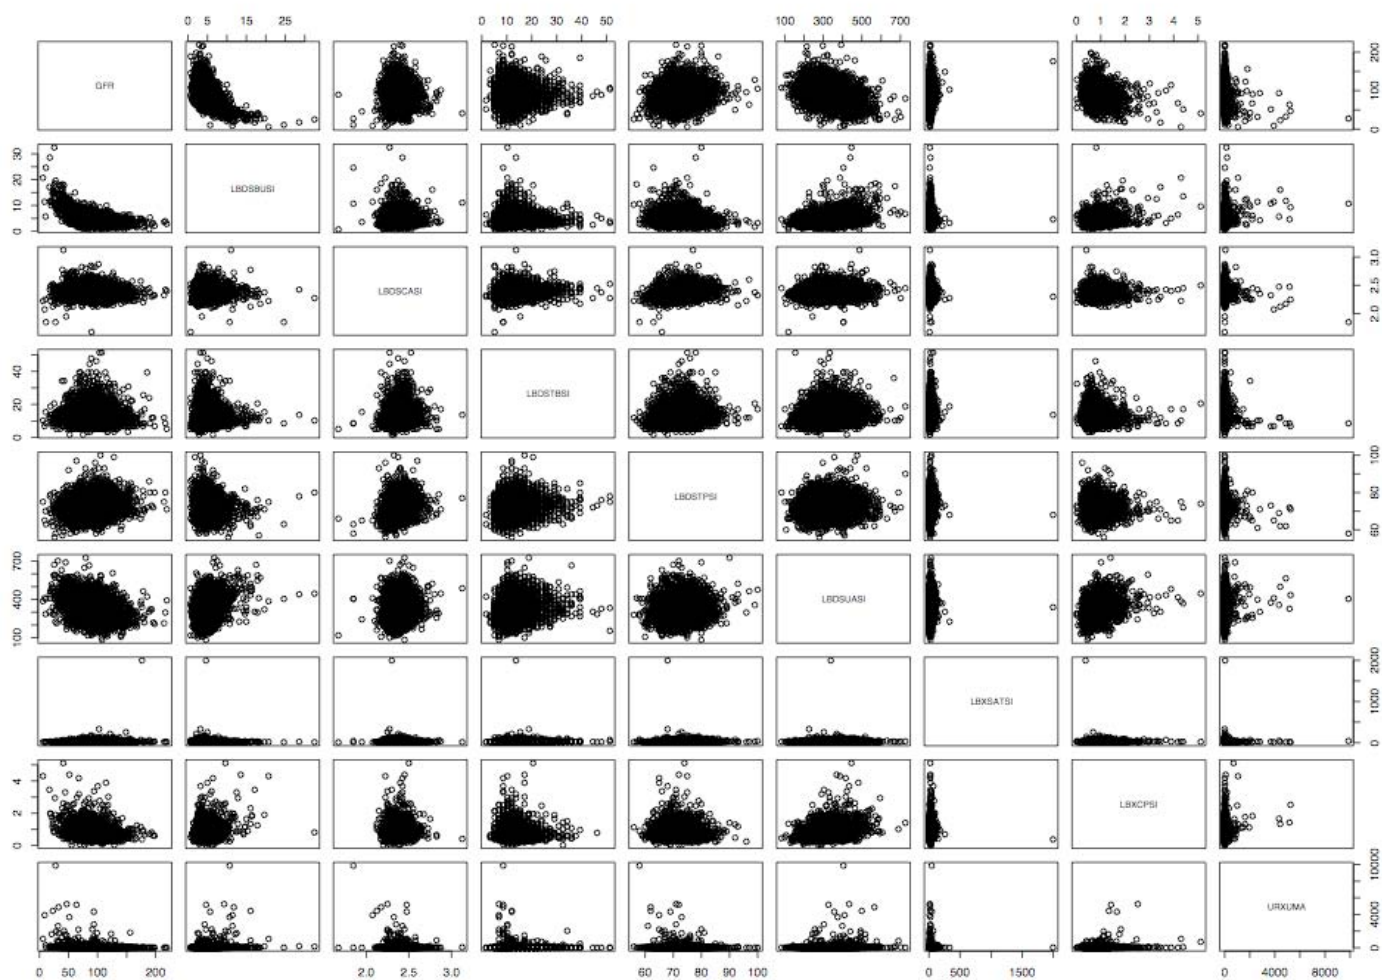 0 5 15 25 0 10 20 30 40 50 100 300 500 700 0 1 2 3 4 5
GFR
0 100 200
0 10 20 30
LBDSBUSI
LBDSCASI
2.0 2.5 3.0
0 20 40
LBDSTBSI
LBDSTPSI
60 80 100
100 400 700
LBDSUASI
LBXSATSI
0 1000 2000
0 2 4
LBXCPSI
URXUMA
0 4000 10000
0 50 100 200 2.0 2.5 3.0 60 70 80 90 100 0 500 1500 0 4000 8000